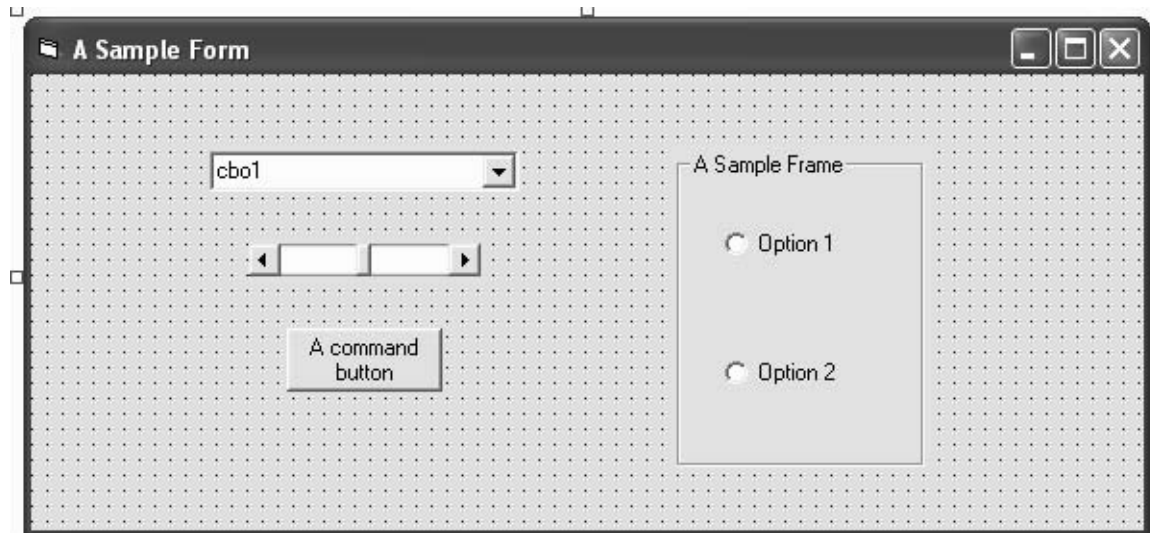 A Sample Form
cbo1
A Sample Frame
Option 1
A command
button
Option 2